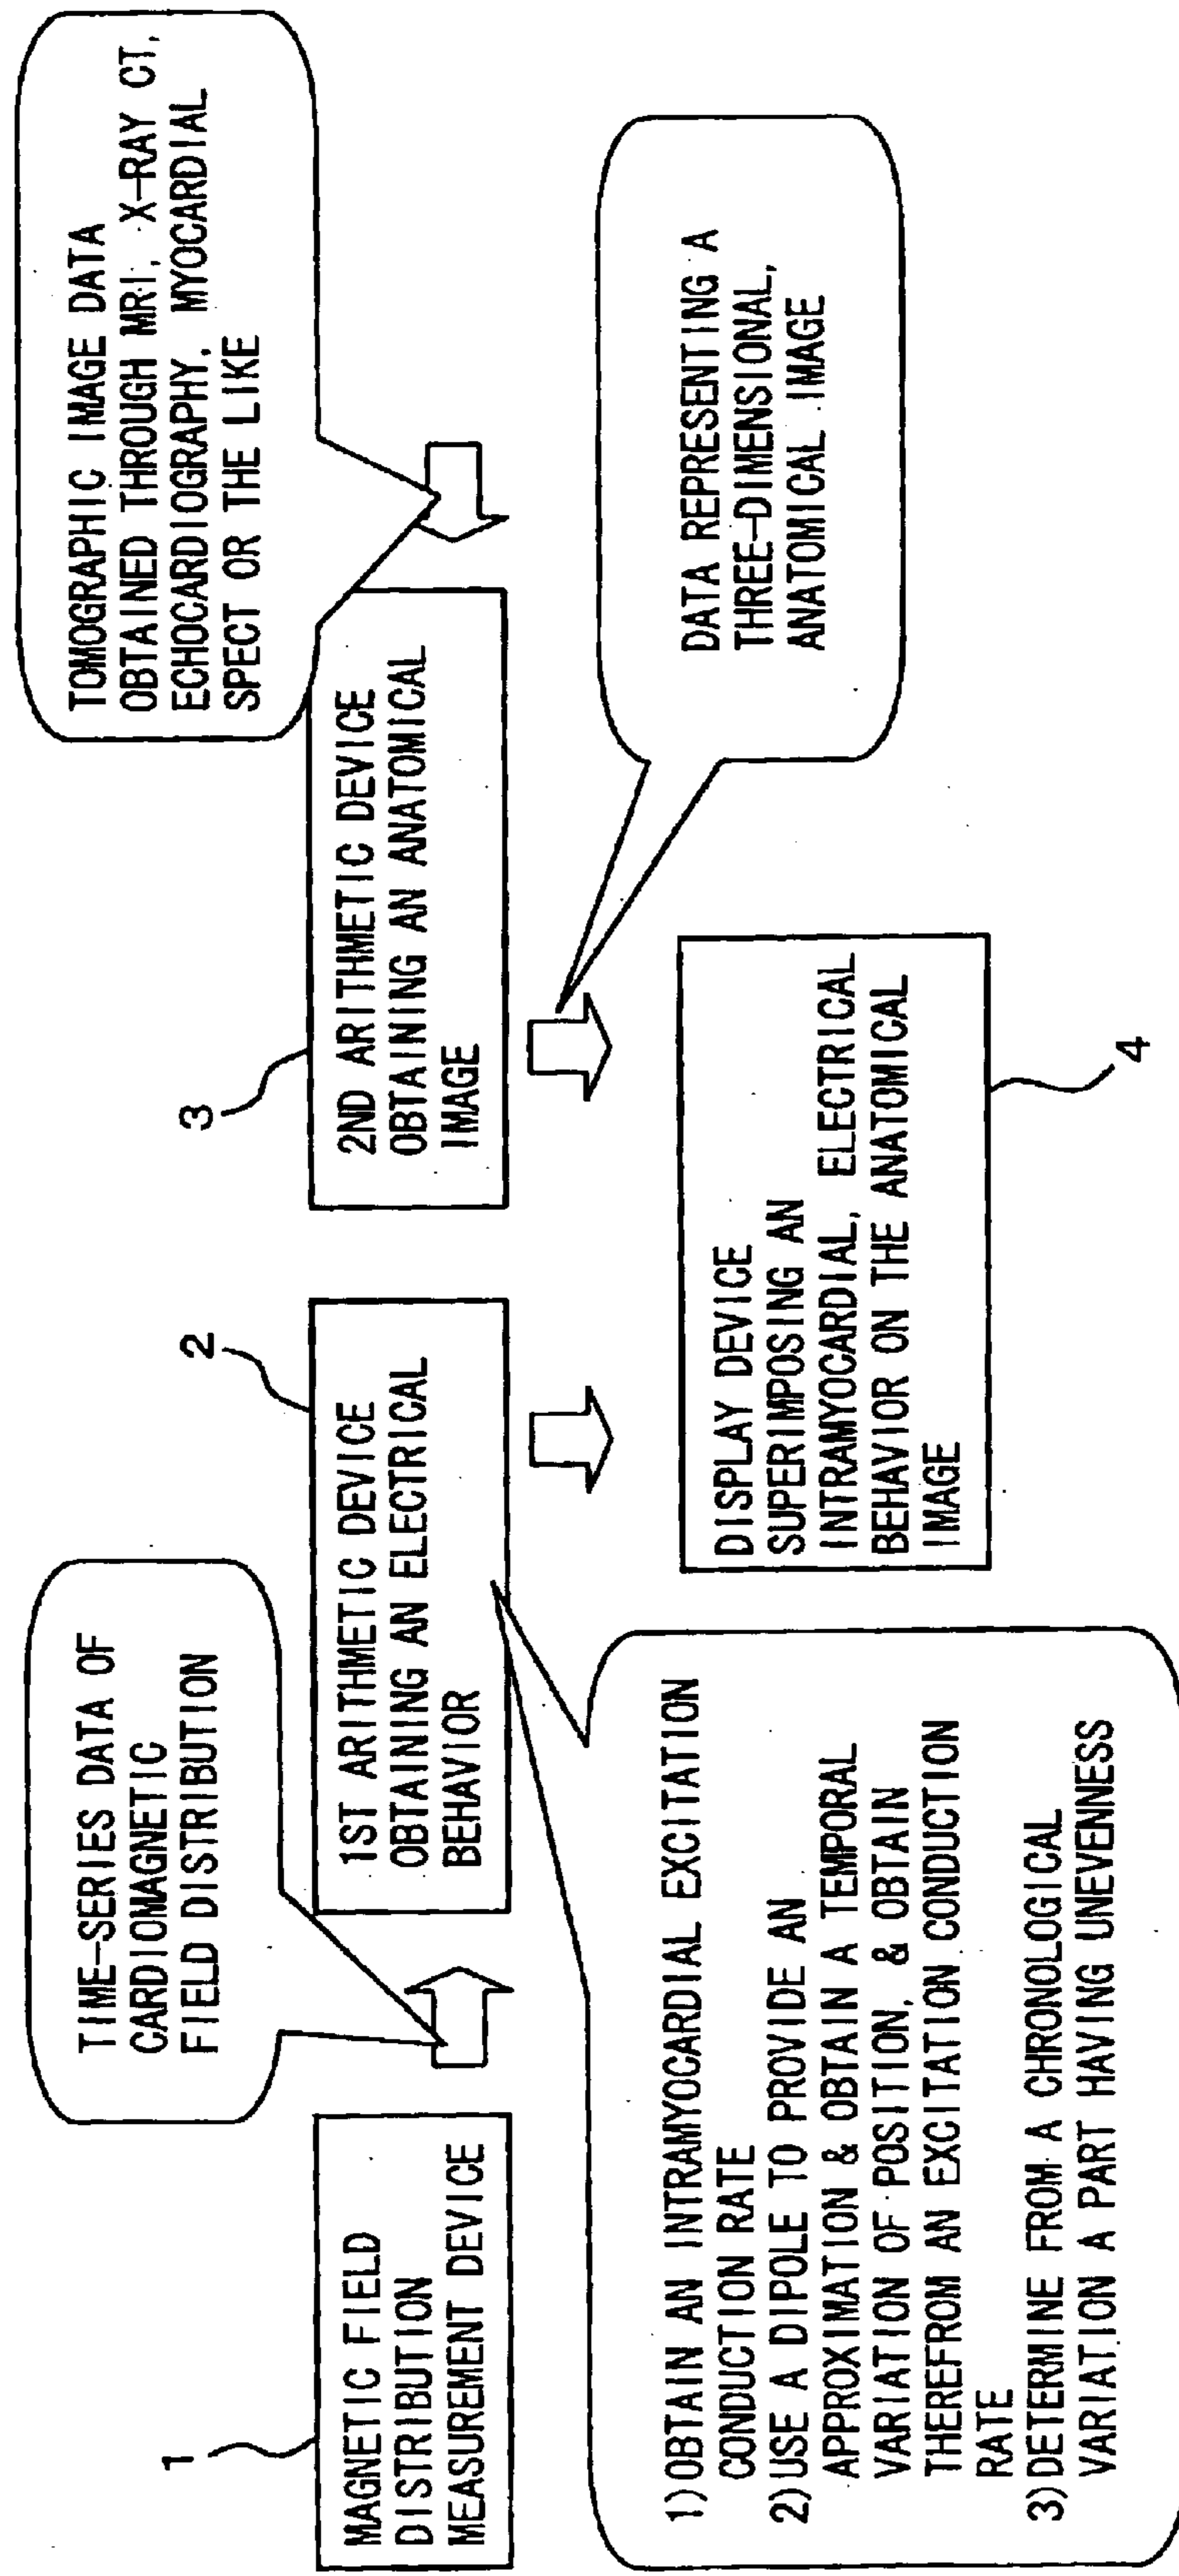 TIME-SERIES DATA OF
CARDIOMAGNETIC
FIELD DISTRIBUTION
TOMOGRAPHIC IMAGE DATA
OBTAINED THROUGH MRI, X-RAY CT,
ECHOCARDIOGRAPHY, MYOCARDIAL
SPECT OR THE LIKE
1
MAGNETIC FIELD
DISTRIBUTION
MEASUREMENT DEVICE
2
1ST ARITHMETIC DEVICE
OBTAINING AN ELECTRICAL
BEHAVIOR
3
2ND ARITHMETIC DEVICE
OBTAINING AN ANATOMICAL
IMAGE
1) OBTAIN AN INTRAMYOCARDIAL EXCITATION
CONDUCTION RATE
2) USE A DIPOLE TO PROVIDE AN
APPROXIMATION & OBTAIN A TEMPORAL
VARIATION OF POSITION, & OBTAIN
THEREFROM AN EXCITATION CONDUCTION
RATE
3) DETERMINE FROM A CHRONOLOGICAL
VARIATION A PART HAVING UNEVENNESS
DISPLAY DEVICE
SUPERIMPOSING AN
INTRAMYOCARDIAL, ELECTRICAL
BEHAVIOR ON THE ANATOMICAL
IMAGE
4
DATA REPRESENTING A
THREE-DIMENSIONAL,
ANATOMICAL IMAGE